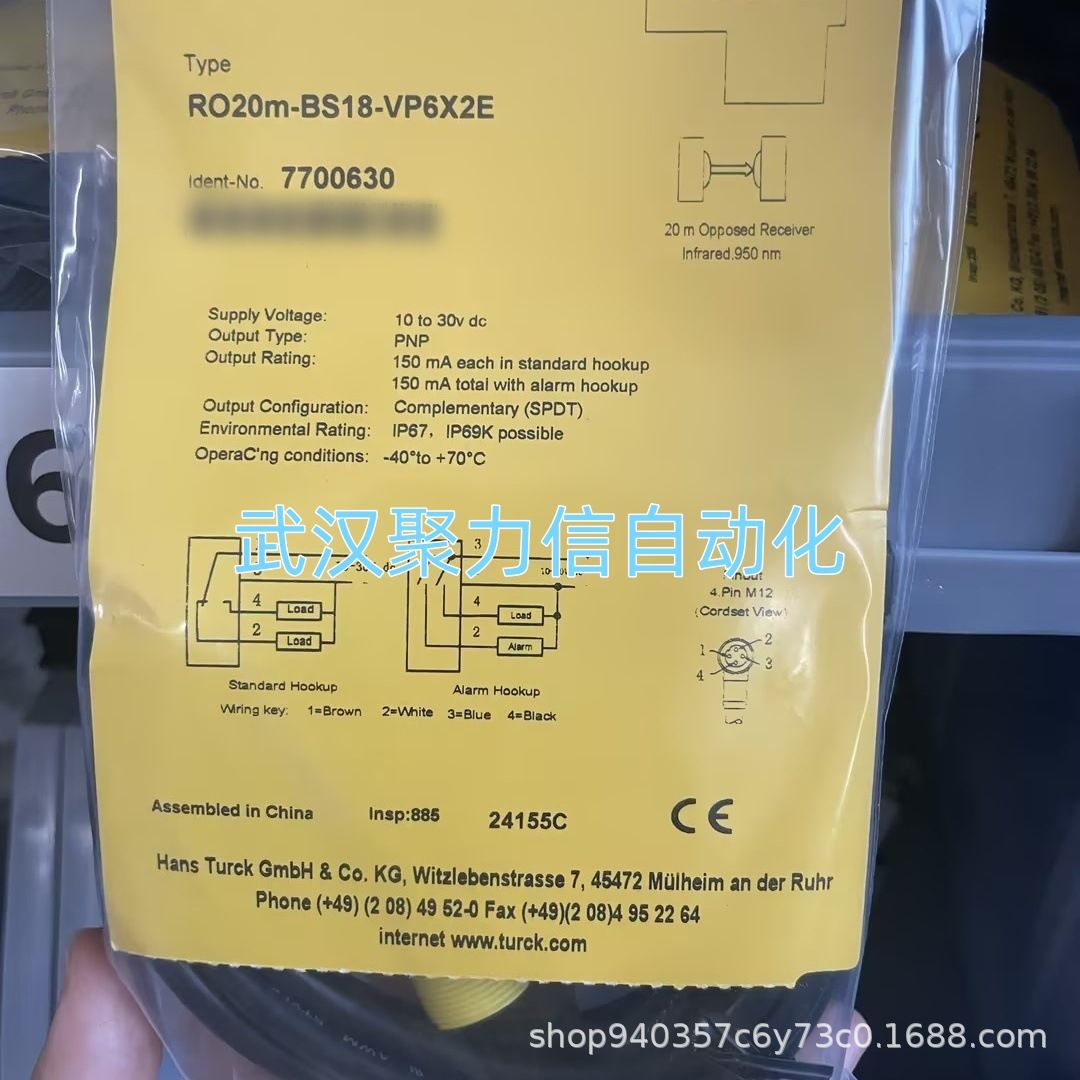 Type
RO20m-BS18-VP6X2E
Ident-No. 7700630
20 m Opposed Receiver
Infrared.950 nm
Supply Voltage: 10 to 30v dc
Output Type: PNP
Output Rating: 150 mA each in standard hookup
150 mA total with alarm hookup
Output Configuration: Complementary (SPDT)
Environmental Rating: IP67, IP69K possible
OperaC'ng conditions: -40°to +70°C
武汉聚力信自动化
3
4 Load
2 Load
4 Load
2 Alarm
4.Pin M12
(Cordset View)
1 2
4 3
Standard Hookup
Alarm Hookup
Wiring key: 1=Brown 2=White 3=Blue 4=Black
Assembled in China Insp:885 24155C CE
Hans Turck GmbH & Co. KG, Witzlebenstrasse 7, 45472 Mülheim an der Ruhr
Phone (+49) (2 08) 49 52-0 Fax (+49)(2 08)4 95 22 64
internet www.turck.com
6
shop940357c6y73c0.1688.com